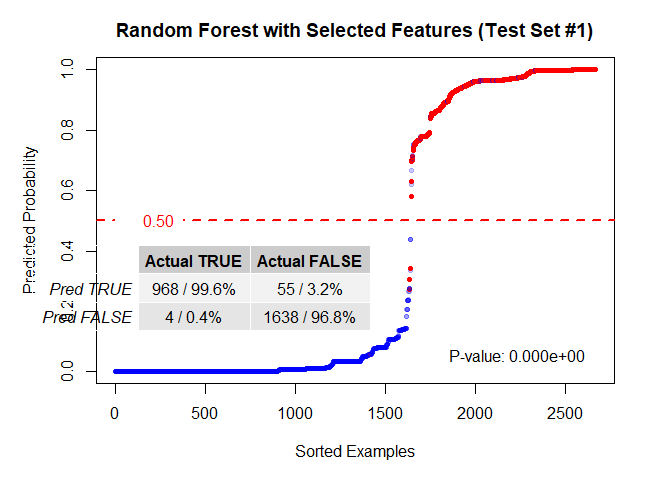 Random Forest with Selected Features (Test Set #1)
Predicted Probability
1.0
0.8
0.6
0.4
0.2
0.0
0.50
Actual TRUE Actual FALSE
Pred TRUE 968 / 99.6% 55 / 3.2%
Pred FALSE 4 / 0.4% 1638 / 96.8%
P-value: 0.000e+00
0 500 1000 1500 2000 2500
Sorted Examples